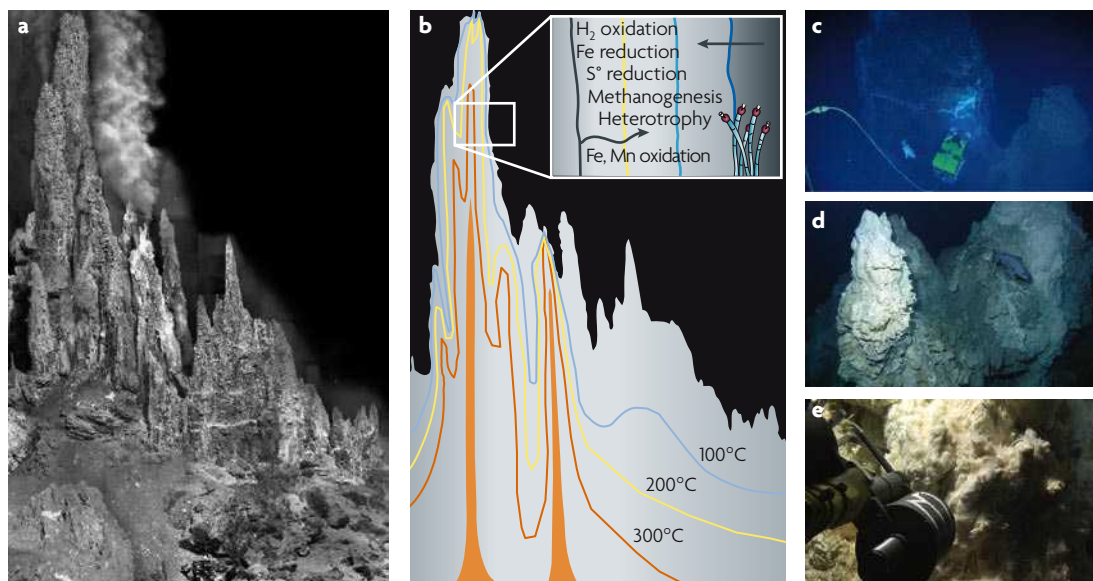 a
b
H₂ oxidation
Fe reduction
S° reduction
Methanogenesis
Heterotrophy
Fe, Mn oxidation
100°C
200°C
300°C
c
d
e